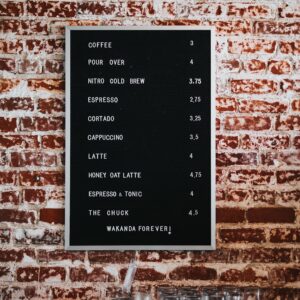 COFFEE 3
POUR OVER 4
NITRO COLD BREW 3.75
ESPRESSO 2,75
CORTADO 3,25
CAPPUCCINO 3,5
LATTE 4
HONEY OAT LATTE 4,75
ESPRESSO & TONIC 4
THE CHUCK 4.5
WAKANDA FOREVER!